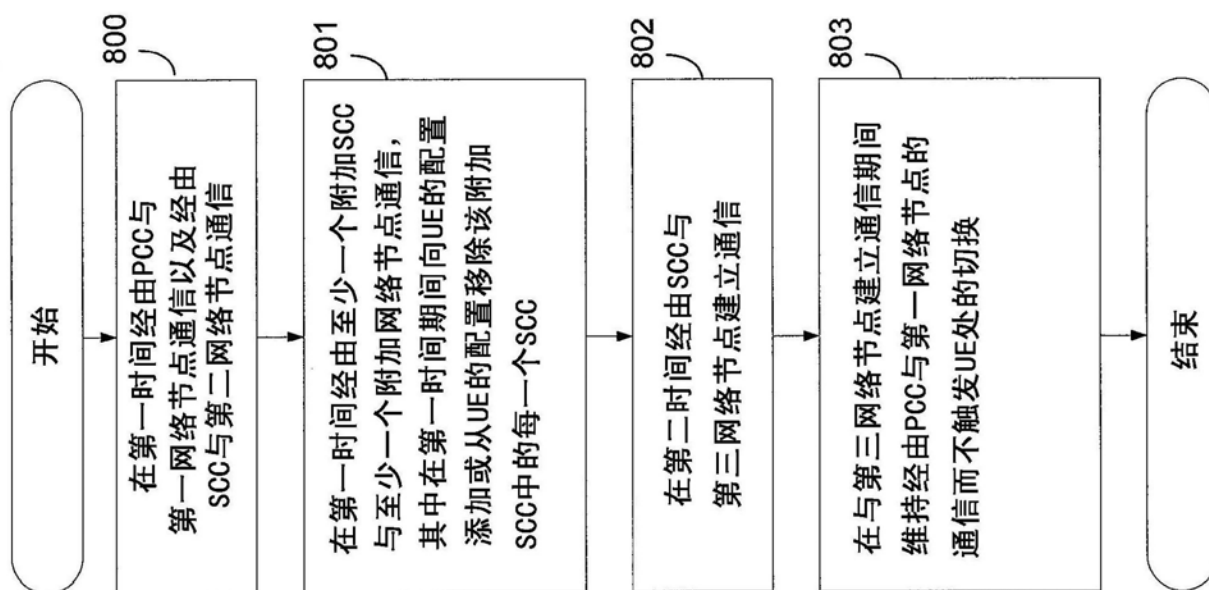 开始
800
在第一时间经由PCC与
第一网络节点通信以及经由
SCC与第二网络节点通信
801
在第一时间经由至少一个附加SCC
与至少一个附加网络节点通信,
其中在第一时间期间向UE的配置
添加或从UE的配置移除该附加
SCC中的每一个SCC
802
在第二时间经由SCC与
第三网络节点建立通信
803
在与第三网络节点建立通信期间
维持经由PCC与第一网络节点的
通信而不触发UE处的切换
结束